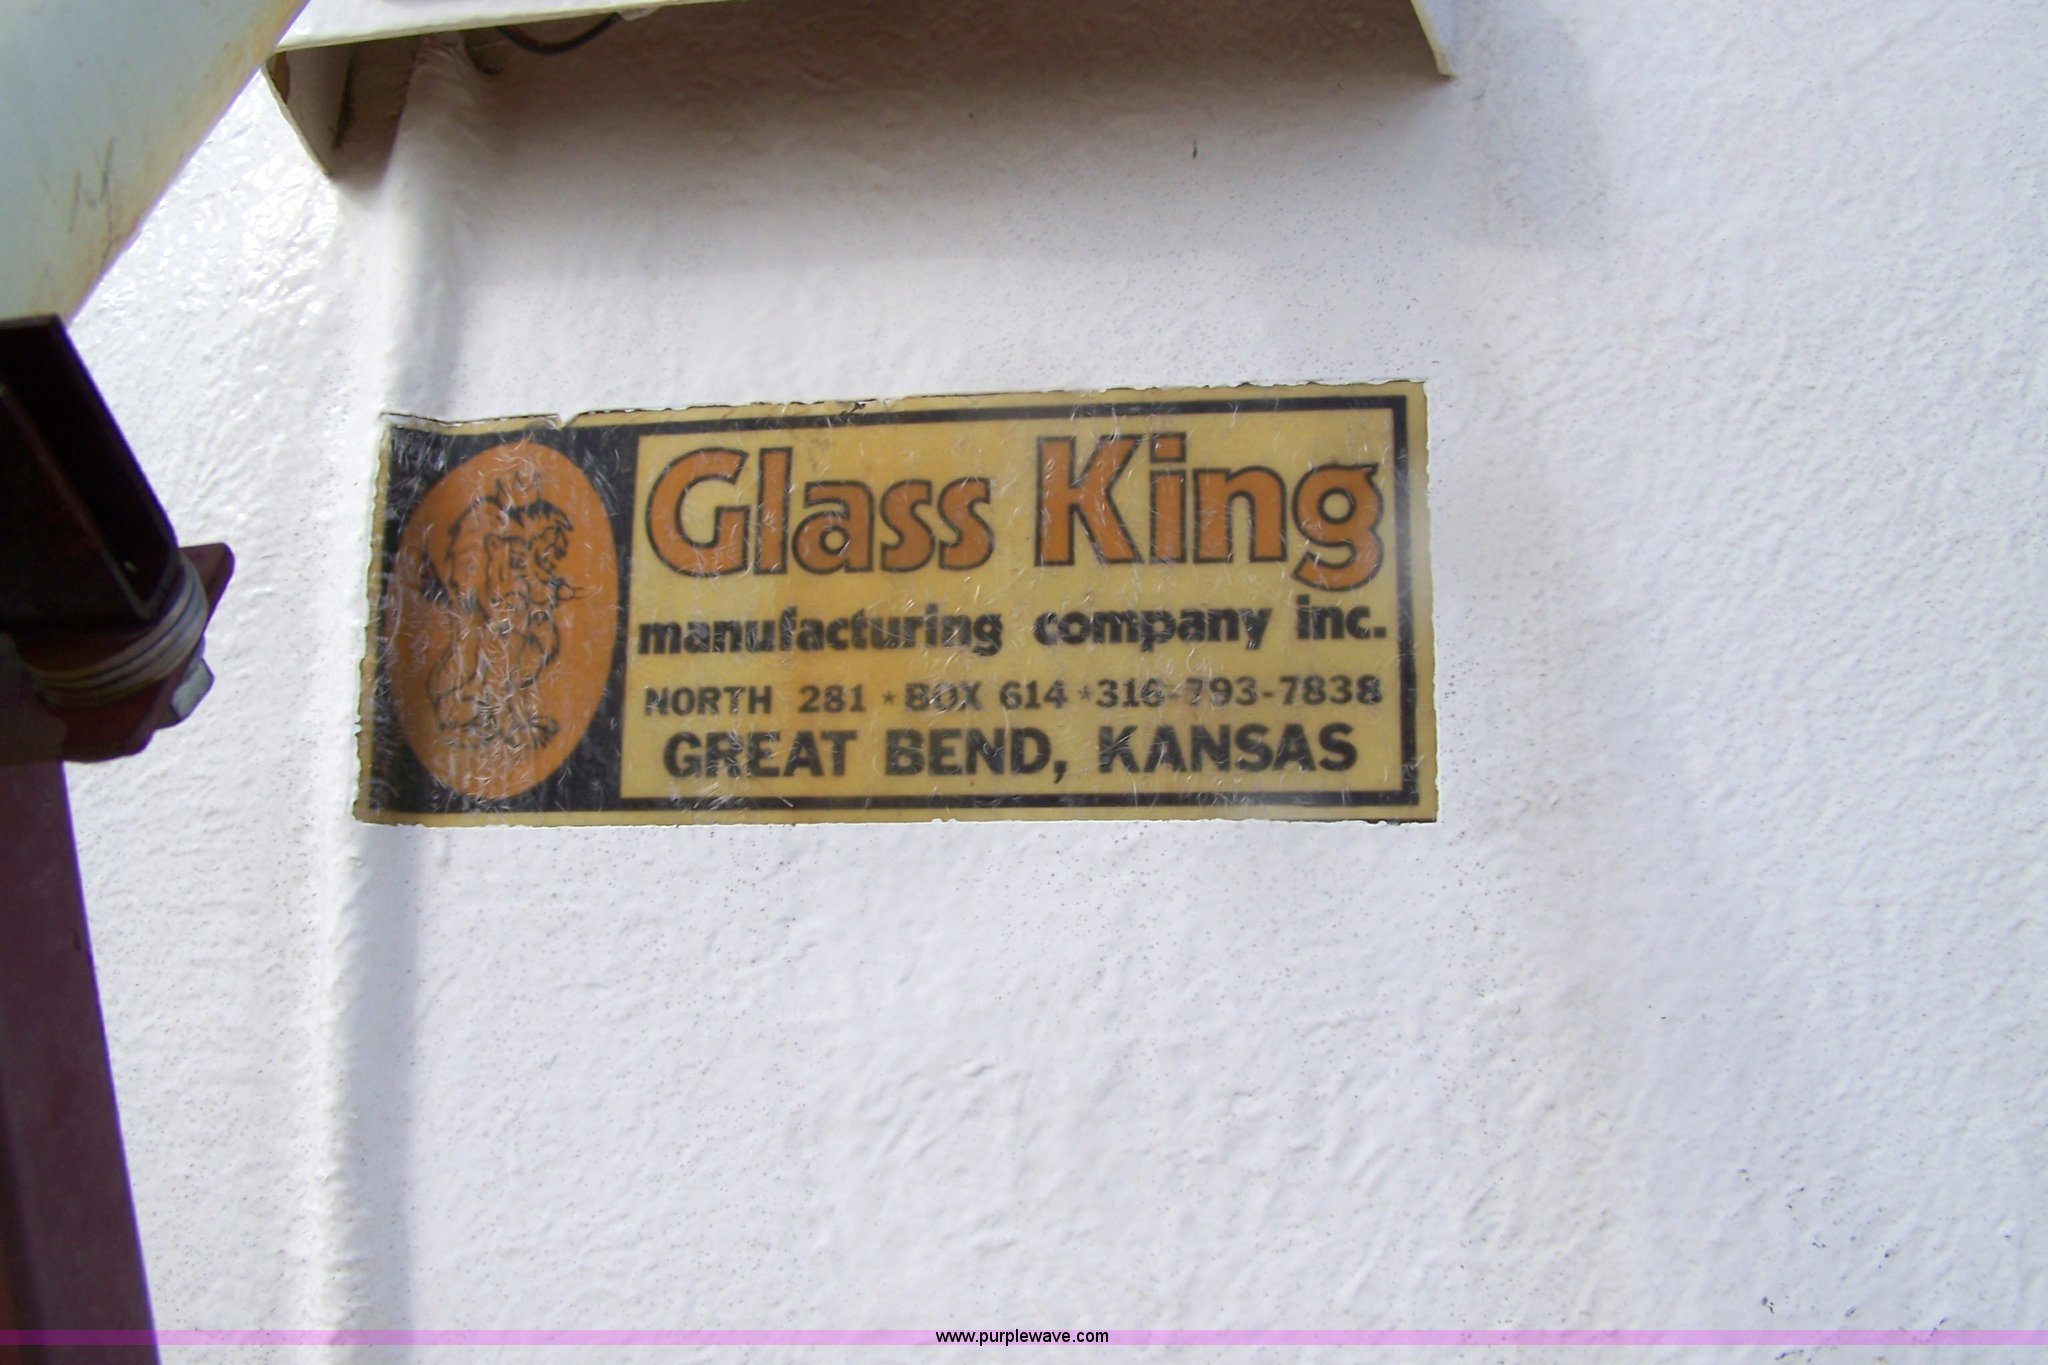 Glass King
manufacturing company inc.
NORTH 281 * BOX 614 * 316-793-7838
GREAT BEND, KANSAS
www.purplewave.com